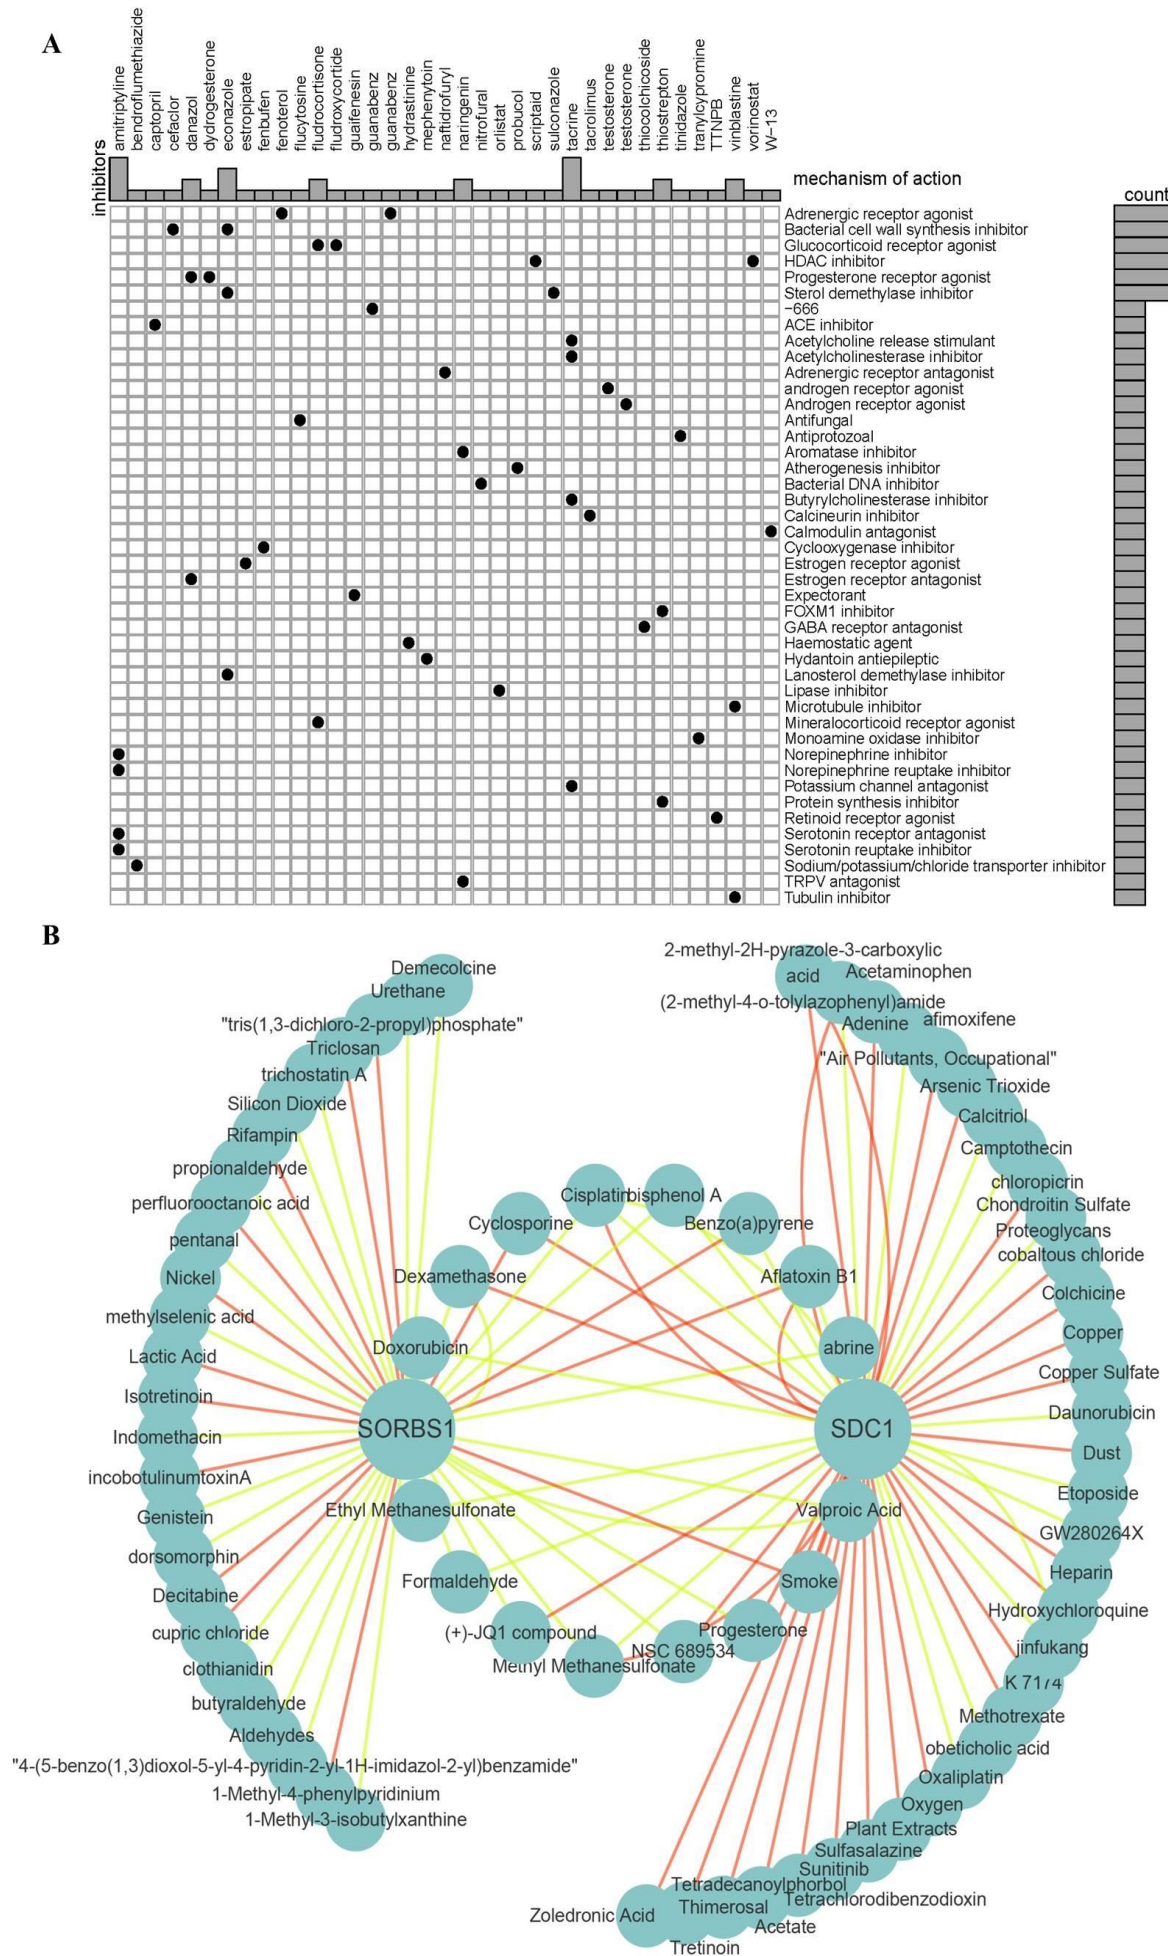 A
inhibitors
amitriptyline
bendroflumethiazide
captopril
cefaclor
danazol
dydrogesterone
econazole
estropipate
fenbufen
fenoterol
flucytosine
fludrocortisone
fludroxycortide
guaifenesin
guanabenz
guanabenz
hydrastinine
mephenytoin
naftidrofuryl
naringenin
nitrofural
orlistat
probucol
scriptaid
sulconazole
tacrine
tacrolimus
testosterone
testosterone
thiocolchicoside
thiostrepton
tinidazole
tranylcypromine
TTNPB
vinblastine
vorinostat
W-13
mechanism of action
count
Adrenergic receptor agonist
Bacterial cell wall synthesis inhibitor
Glucocorticoid receptor agonist
HDAC inhibitor
Progesterone receptor agonist
Sterol demethylase inhibitor
−666
ACE inhibitor
Acetylcholine release stimulant
Acetylcholinesterase inhibitor
Adrenergic receptor antagonist
androgen receptor agonist
Androgen receptor agonist
Antifungal
Antiprotozoal
Aromatase inhibitor
Atherogenesis inhibitor
Bacterial DNA inhibitor
Butyrylcholinesterase inhibitor
Calcineurin inhibitor
Calmodulin antagonist
Cyclooxygenase inhibitor
Estrogen receptor agonist
Estrogen receptor antagonist
Expectorant
FOXM1 inhibitor
GABA receptor antagonist
Haemostatic agent
Hydantoin antiepileptic
Lanosterol demethylase inhibitor
Lipase inhibitor
Microtubule inhibitor
Mineralocorticoid receptor agonist
Monoamine oxidase inhibitor
Norepinephrine inhibitor
Norepinephrine reuptake inhibitor
Potassium channel antagonist
Protein synthesis inhibitor
Retinoid receptor agonist
Serotonin receptor antagonist
Serotonin reuptake inhibitor
Sodium/potassium/chloride transporter inhibitor
TRPV antagonist
Tubulin inhibitor
B
Demecolcine
Urethane
"tris(1,3-dichloro-2-propyl)phosphate"
Triclosan
trichostatin A
Silicon Dioxide
Rifampin
propionaldehyde
perfluorooctanoic acid
pentanal
Nickel
methylselenic acid
Lactic Acid
Isotretinoin
Indomethacin
incobotulinumtoxinA
Genistein
dorsomorphin
Decitabine
cupric chloride
clothianidin
butyraldehyde
Aldehydes
"4-(5-benzo(1,3)dioxol-5-yl-4-pyridin-2-yl-1H-imidazol-2-yl)benzamide"
1-Methyl-4-phenylpyridinium
1-Methyl-3-isobutylxanthine
Cisplatin
bisphenol A
Cyclosporine
Benzo(a)pyrene
Dexamethasone
Aflatoxin B1
Doxorubicin
abrine
SORBS1
SDC1
Ethyl Methanesulfonate
Valproic Acid
Formaldehyde
Smoke
(+)-JQ1 compound
Progesterone
NSC 689534
Methyl Methanesulfonate
2-methyl-2H-pyrazole-3-carboxylic
acid
Acetaminophen
(2-methyl-4-o-tolylazophenyl)amide
Adenine
afimoxifene
"Air Pollutants, Occupational"
Arsenic Trioxide
Calcitriol
Camptothecin
chloropicrin
Chondroitin Sulfate
Proteoglycans
cobaltous chloride
Colchicine
Copper
Copper Sulfate
Daunorubicin
Dust
Etoposide
GW280264X
Heparin
Hydroxychloroquine
jinfukang
K 7174
Methotrexate
obeticholic acid
Oxaliplatin
Oxygen
Plant Extracts
Sulfasalazine
Sunitinib
Tetradecanoylphorbol
Tetrachlorodibenzodioxin
Thimerosal
Zoledronic Acid
Acetate
Tretinoin